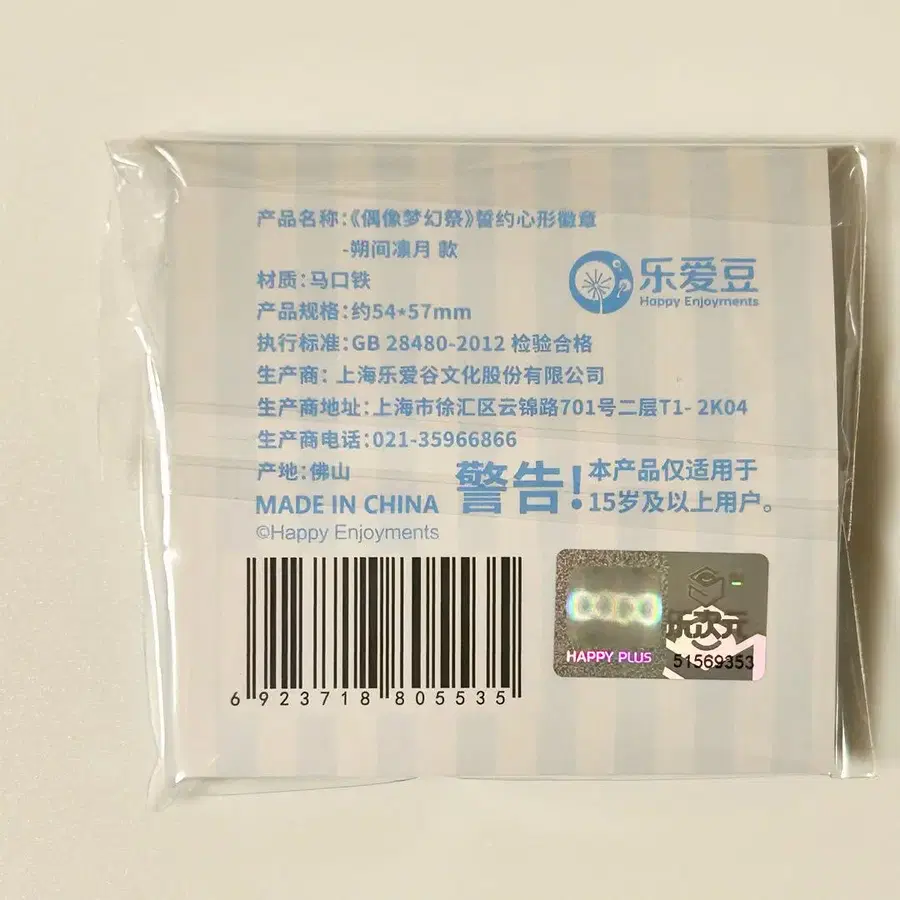 产品名称:《偶像梦幻祭》誓约心形徽章
-朔间凛月 款
材质:马口铁
产品规格:约54*57mm
执行标准:GB 28480-2012 检验合格
生产商: 上海乐爱谷文化股份有限公司
生产商地址:上海市徐汇区云锦路701号二层T1- 2K04
生产商电话:021-35966866
产地:佛山
MADE IN CHINA
©Happy Enjoyments
乐爱豆
Happy Enjoyments
警告!
本产品仅适用于
15岁及以上用户。
6 923718 805535
HAPPY PLUS
51569353